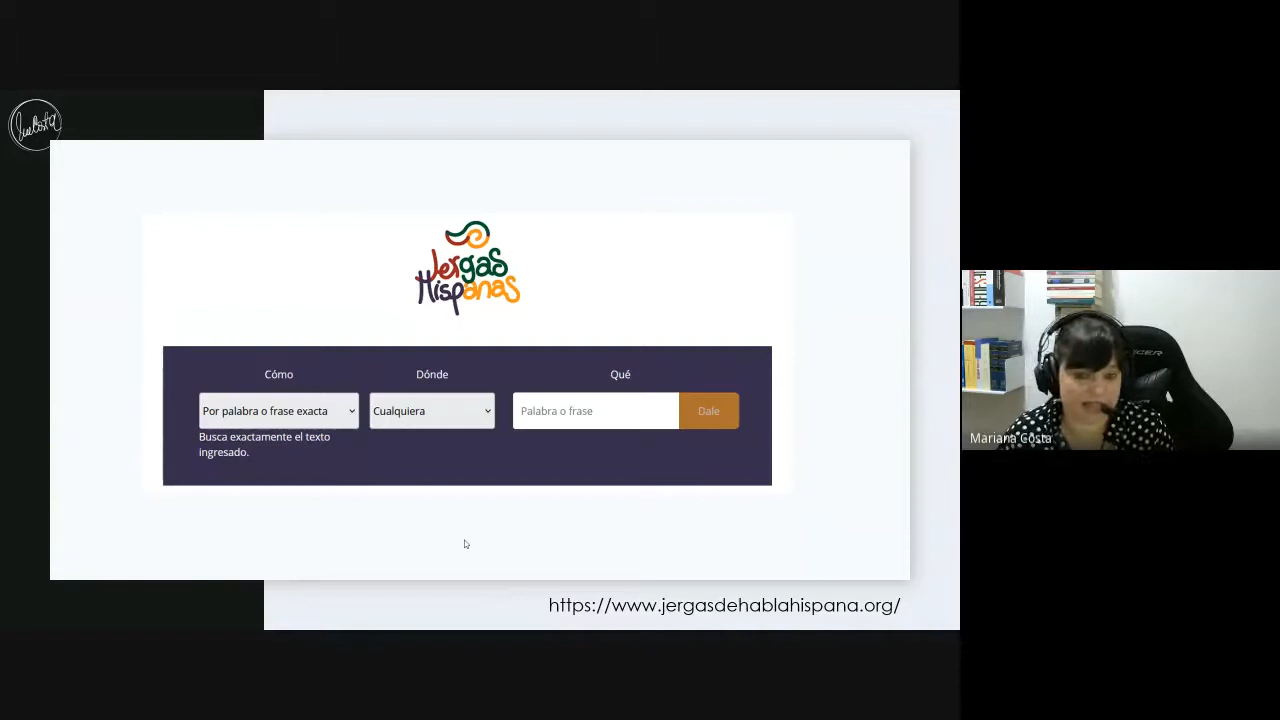 Jergas
Hispanas
Cómo
Dónde
Qué
Por palabra o frase exacta
Cualquiera
Palabra o frase
Dale
Busca exactamente el texto
ingresado.
https://www.jergasdehablahispana.org/
Mariana Costa